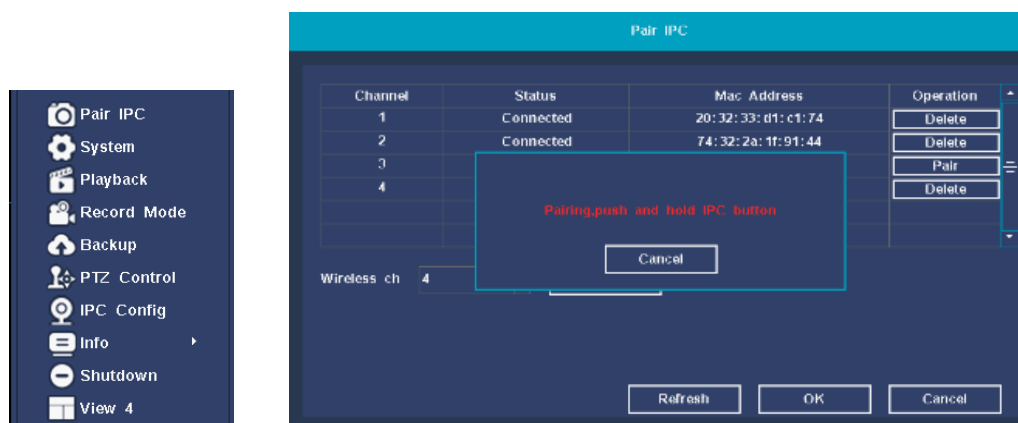 Pair IPC
System
Playback
Record Mode
Backup
PTZ Control
IPC Config
Info
Shutdown
View 4
Pair IPC
Channel Status Mac Address Operation
1 Connected 20:32:33:d1:c1:74 Delete
2 Connected 74:32:2a:1f:91:44 Delete
3 Pair
4 Delete
Pairing,push and hold IPC button
Cancel
Wireless ch 4
Refresh OK Cancel